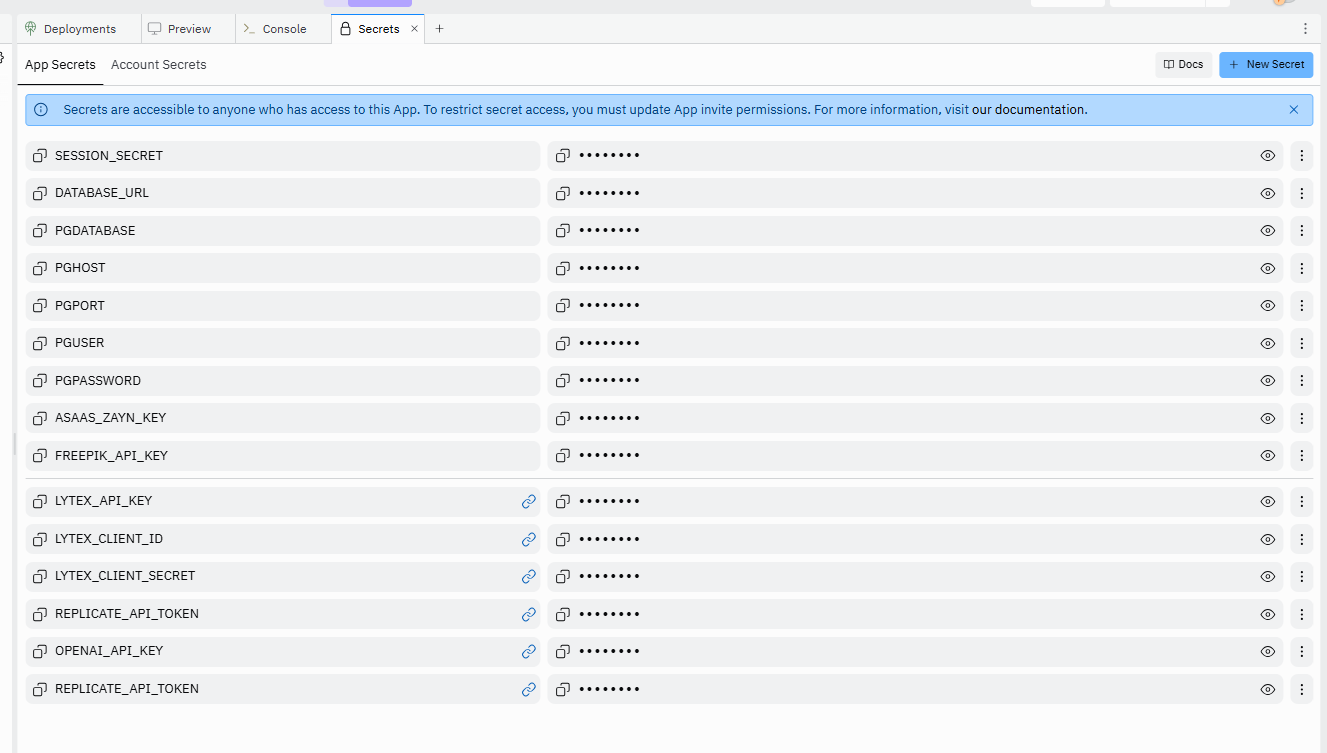 Deployments Preview Console Secrets
App Secrets Account Secrets Docs New Secret
Secrets are accessible to anyone who has access to this App. To restrict secret access, you must update App invite permissions. For more information, visit our documentation.
SESSION_SECRET ••••••••
DATABASE_URL ••••••••
PGDATABASE ••••••••
PGHOST ••••••••
PGPORT ••••••••
PGUSER ••••••••
PGPASSWORD ••••••••
ASAAS_ZAYN_KEY ••••••••
FREEPIK_API_KEY ••••••••
LYTEX_API_KEY ••••••••
LYTEX_CLIENT_ID ••••••••
LYTEX_CLIENT_SECRET ••••••••
REPLICATE_API_TOKEN ••••••••
OPENAI_API_KEY ••••••••
REPLICATE_API_TOKEN ••••••••